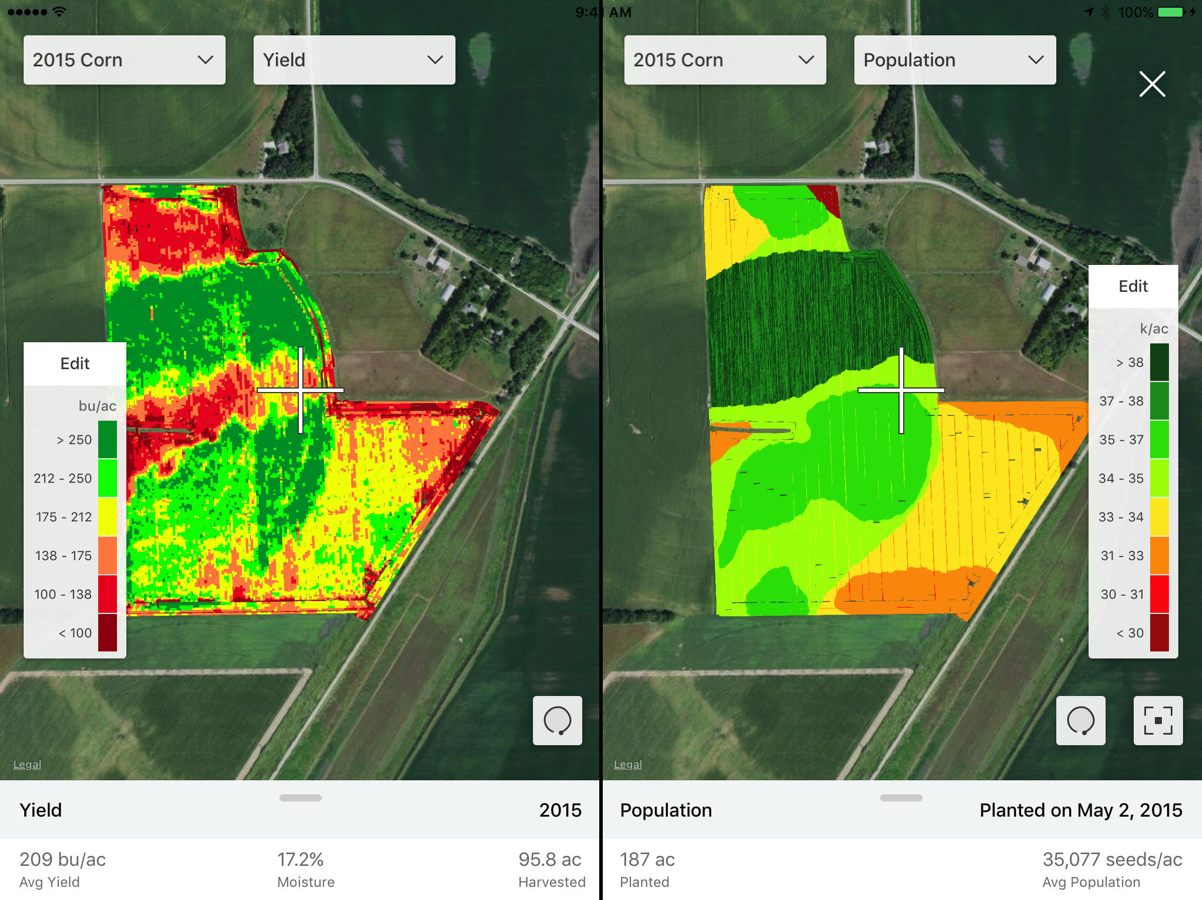 9:41 AM
100%
2015 Corn
Yield
2015 Corn
Population
Edit
bu/ac
> 250
212 - 250
175 - 212
138 - 175
100 - 138
< 100
Edit
k/ac
> 38
37 - 38
35 - 37
34 - 35
33 - 34
31 - 33
30 - 31
< 30
Legal
Legal
Yield
2015
209 bu/ac
17.2%
95.8 ac
Avg Yield
Moisture
Harvested
Population
Planted on May 2, 2015
187 ac
35,077 seeds/ac
Planted
Avg Population